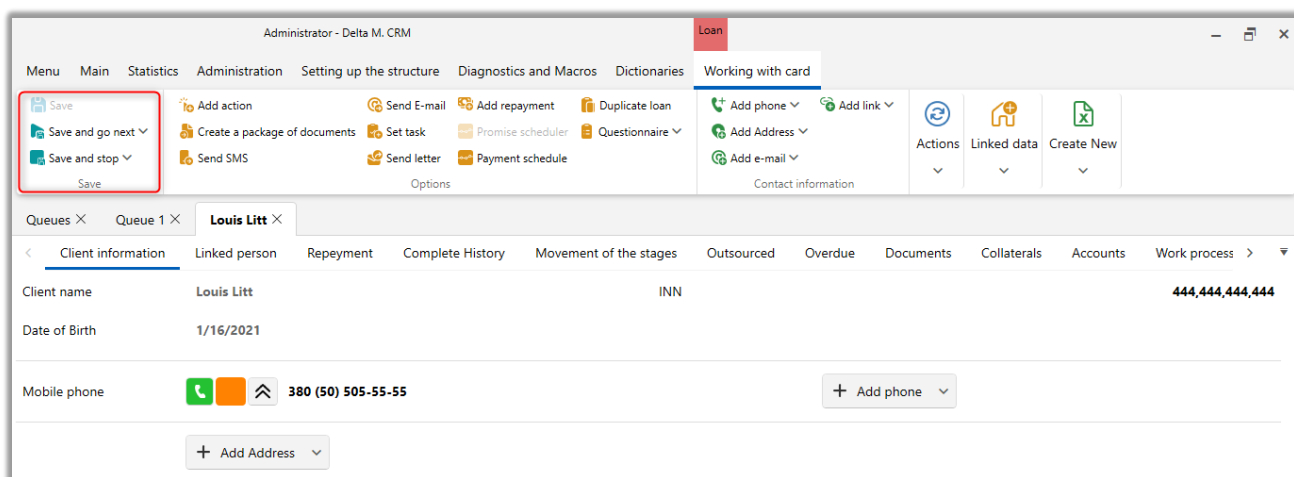 Administrator - Delta M. CRM
Loan
Menu Main Statistics Administration Setting up the structure Diagnostics and Macros Dictionaries Working with card
Save Add action Send E-mail Add repayment Duplicate loan Add phone Add link
Save and go next Create a package of documents Set task Promise scheduler Questionnaire Add Address
Actions Linked data Create New
Save and stop Send SMS Send letter Payment schedule Add e-mail
Save Options Contact information
Queues Queue 1 Louis Litt
Client information Linked person Repeyment Complete History Movement of the stages Outsourced Overdue Documents Collaterals Accounts Work process
Client name Louis Litt INN 444,444,444,444
Date of Birth 1/16/2021
Mobile phone 380 (50) 505-55-55 + Add phone
+ Add Address